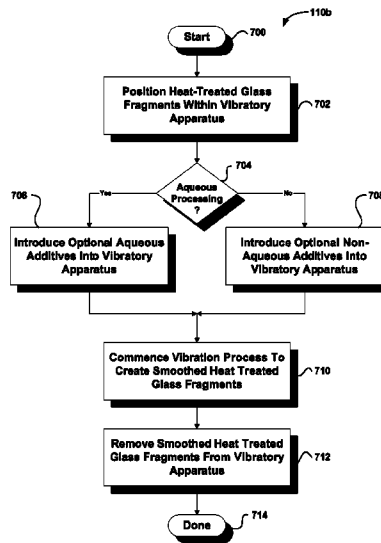 110b
Start
700
Position Heat-Treated Glass
Fragments Within Vibratory
Apparatus
702
704
Aqueous
Processing
?
706
Yes
No
708
Introduce Optional Aqueous
Additives Into Vibratory
Apparatus
Introduce Optional Non-
Aqueous Additives Into
Vibratory Apparatus
Commence Vibration Process To
Create Smoothed Heat Treated
Glass Fragments
710
Remove Smoothed Heat Treated
Glass Fragments From Vibratory
Apparatus
712
Done
714